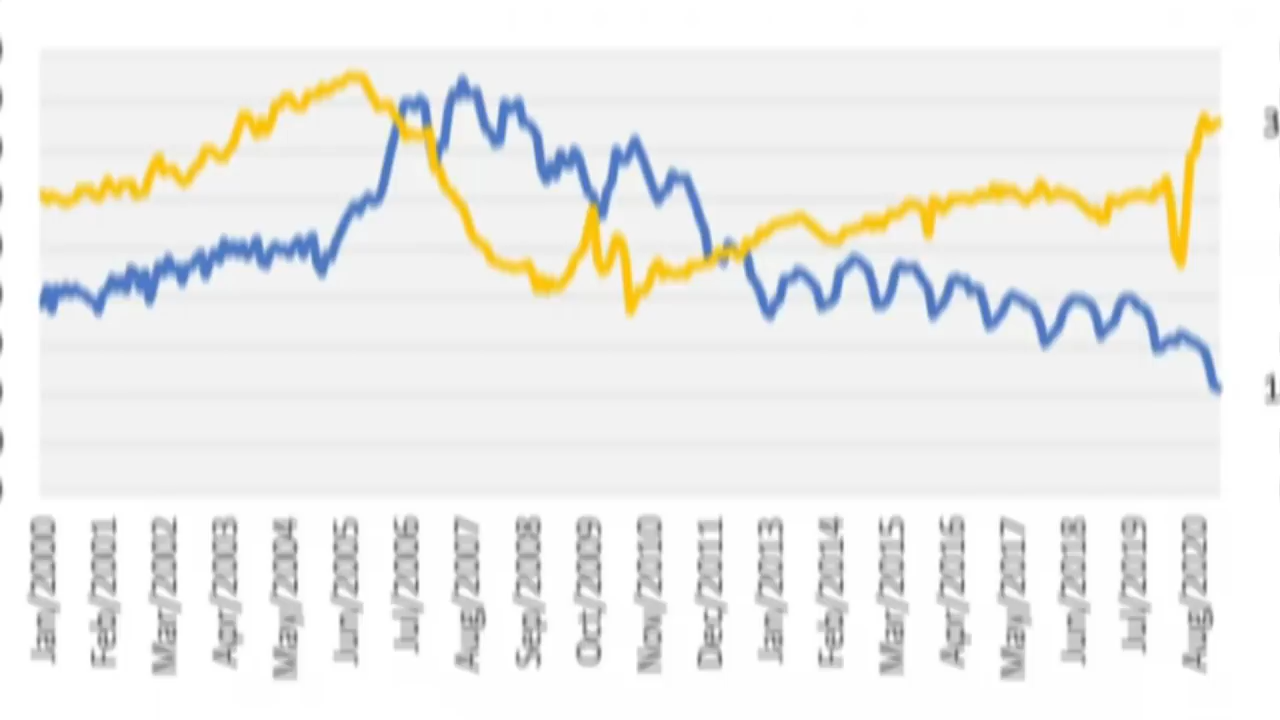 Jan/2000
Feb/2001
Mar/2002
Apr/2003
May/2004
Jun/2005
Jul/2006
Aug/2007
Sep/2008
Oct/2009
Nov/2010
Dec/2011
Jan/2013
Feb/2014
Mar/2015
Apr/2016
May/2017
Jun/2018
Jul/2019
Aug/2020